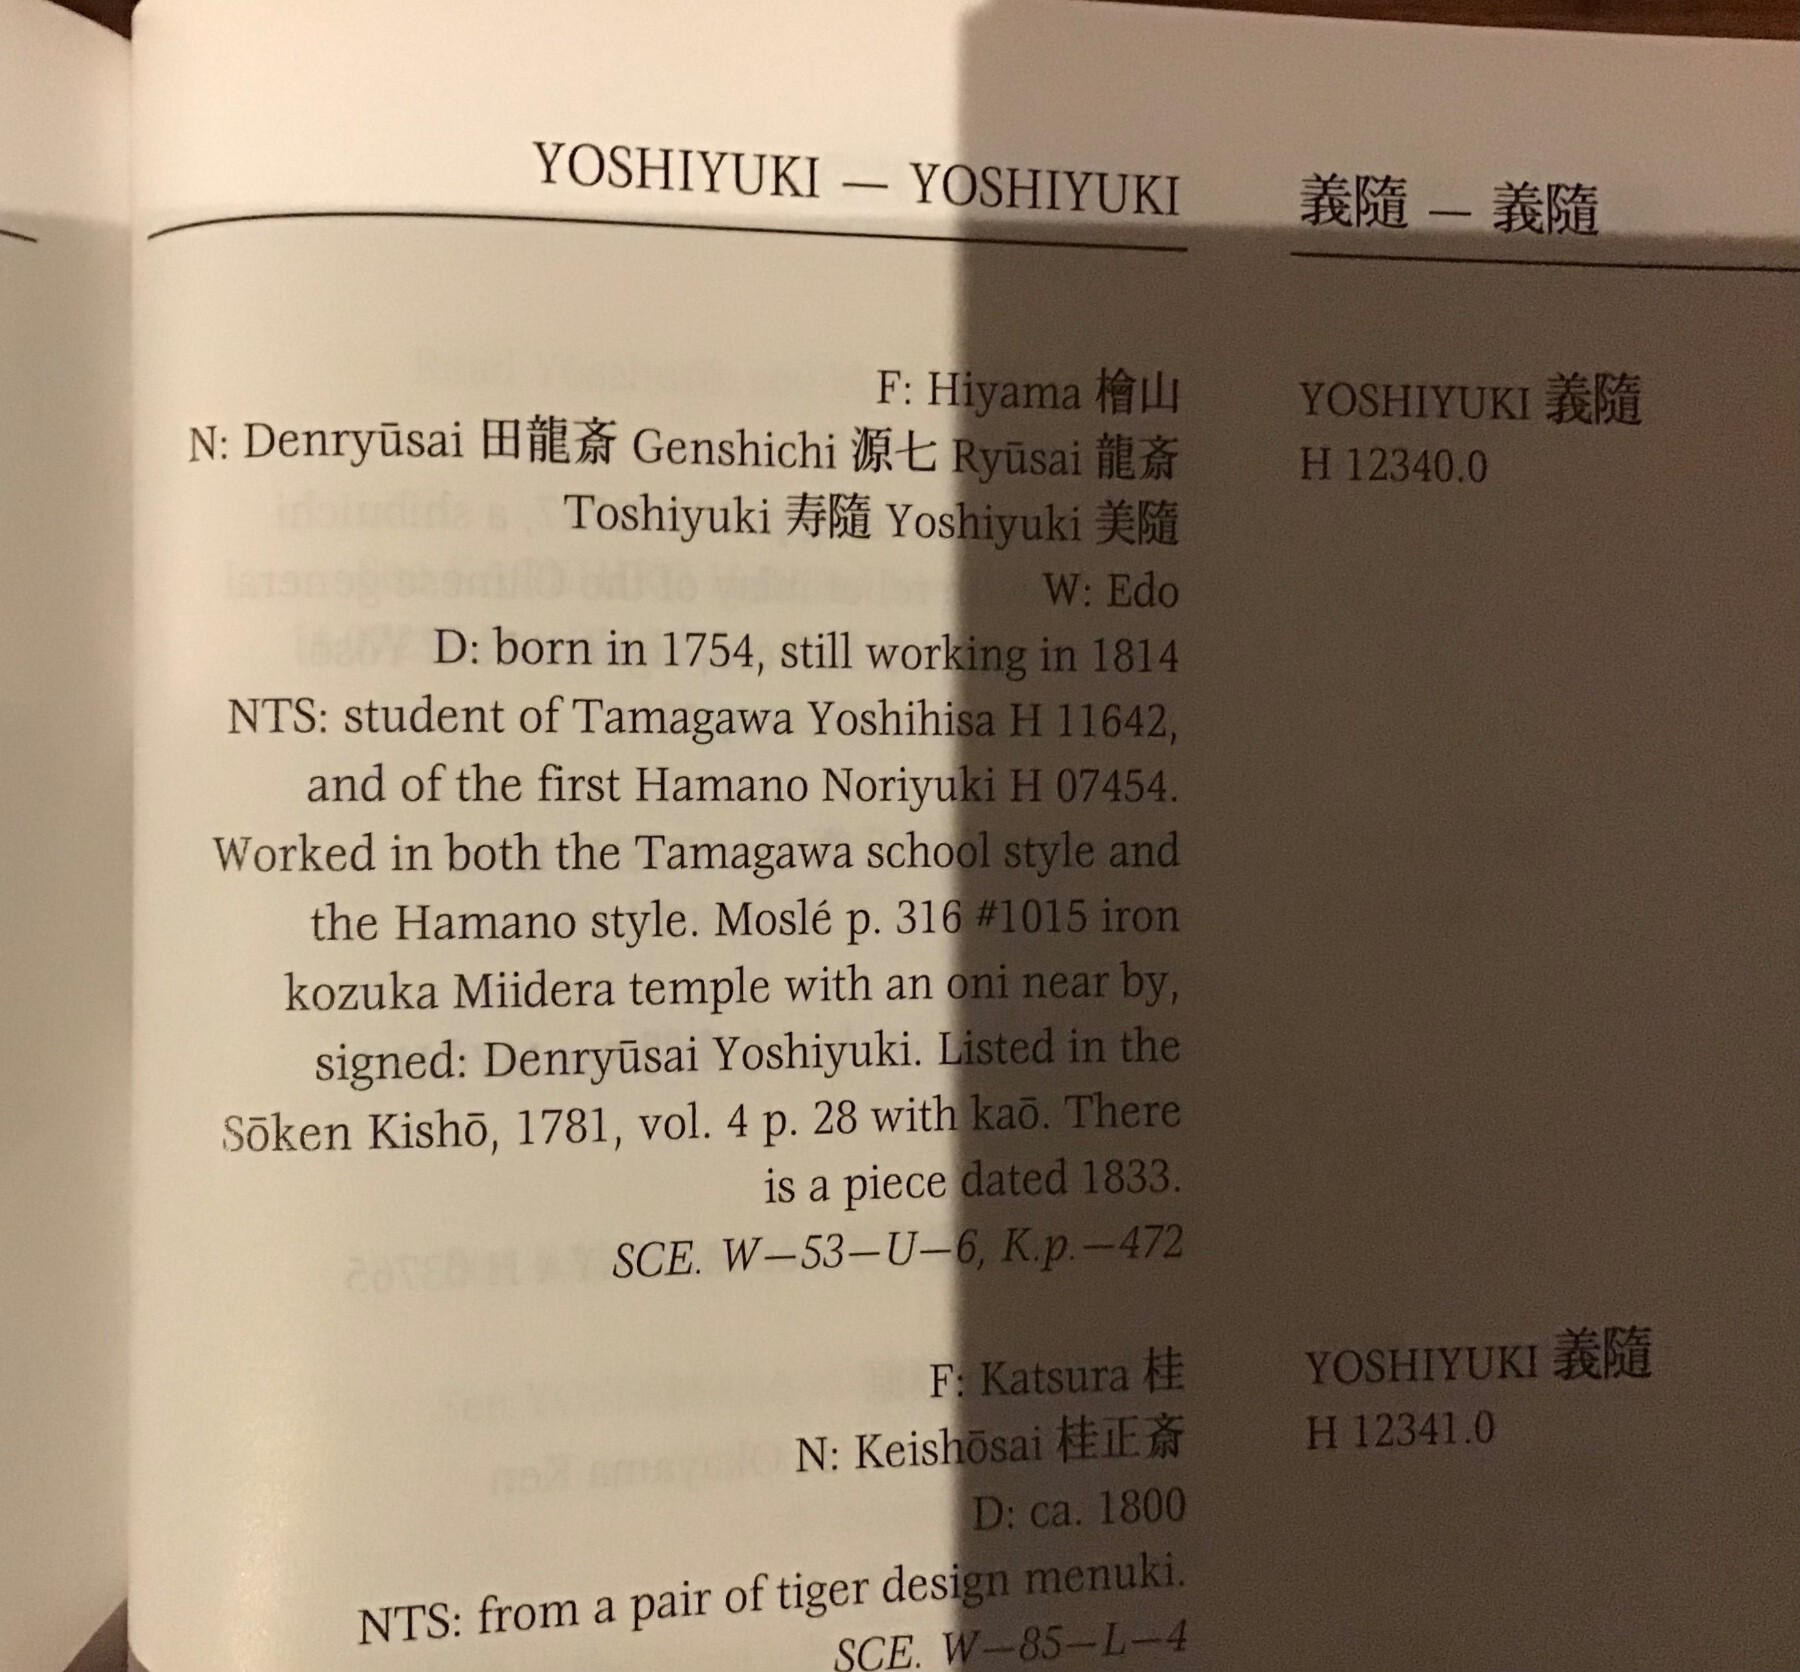 YOSHIYUKI — YOSHIYUKI
義隨 — 義隨
F: Hiyama 檜山
N: Denryūsai 田龍斎 Genshichi 源七 Ryūsai 龍斎
Toshiyuki 寿隨 Yoshiyuki 美隨
W: Edo
D: born in 1754, still working in 1814
NTS: student of Tamagawa Yoshihisa H 11642,
and of the first Hamano Noriyuki H 07454.
Worked in both the Tamagawa school style and
the Hamano style. Moslé p. 316 #1015 iron
kozuka Miidera temple with an oni near by,
signed: Denryūsai Yoshiyuki. Listed in the
Sōken Kishō, 1781, vol. 4 p. 28 with kaō. There
is a piece dated 1833.
SCE. W—53—U—6, K.p.—472
YOSHIYUKI 義隨
H 12340.0
F: Katsura 桂
N: Keishōsai 桂正斎
D: ca. 1800
NTS: from a pair of tiger design menuki.
SCE. W—85—L—4
YOSHIYUKI 義隨
H 12341.0